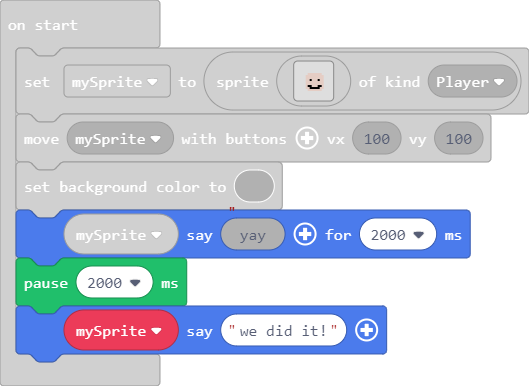 on start
set mySprite to sprite of kind Player
move mySprite with buttons + vx 100 vy 100
set background color to
mySprite say "yay" + for 2000 ms
pause 2000 ms
mySprite say "we did it!" +